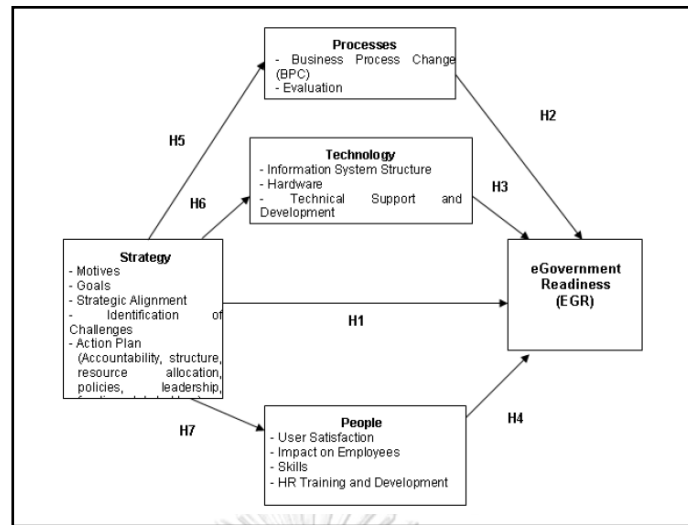 Processes
- Business Process Change
(BPC)
- Evaluation
H2
H5
Technology
- Information System Structure
- Hardware
- Technical Support and
Development
H3
H6
Strategy
- Motives
- Goals
- Strategic Alignment
- Identification of
Challenges
- Action Plan
(Accountability, structure,
resource allocation,
policies, leadership,
eGovernment
Readiness
(EGR)
H1
H7
People
- User Satisfaction
- Impact on Employees
- Skills
- HR Training and Development
H4